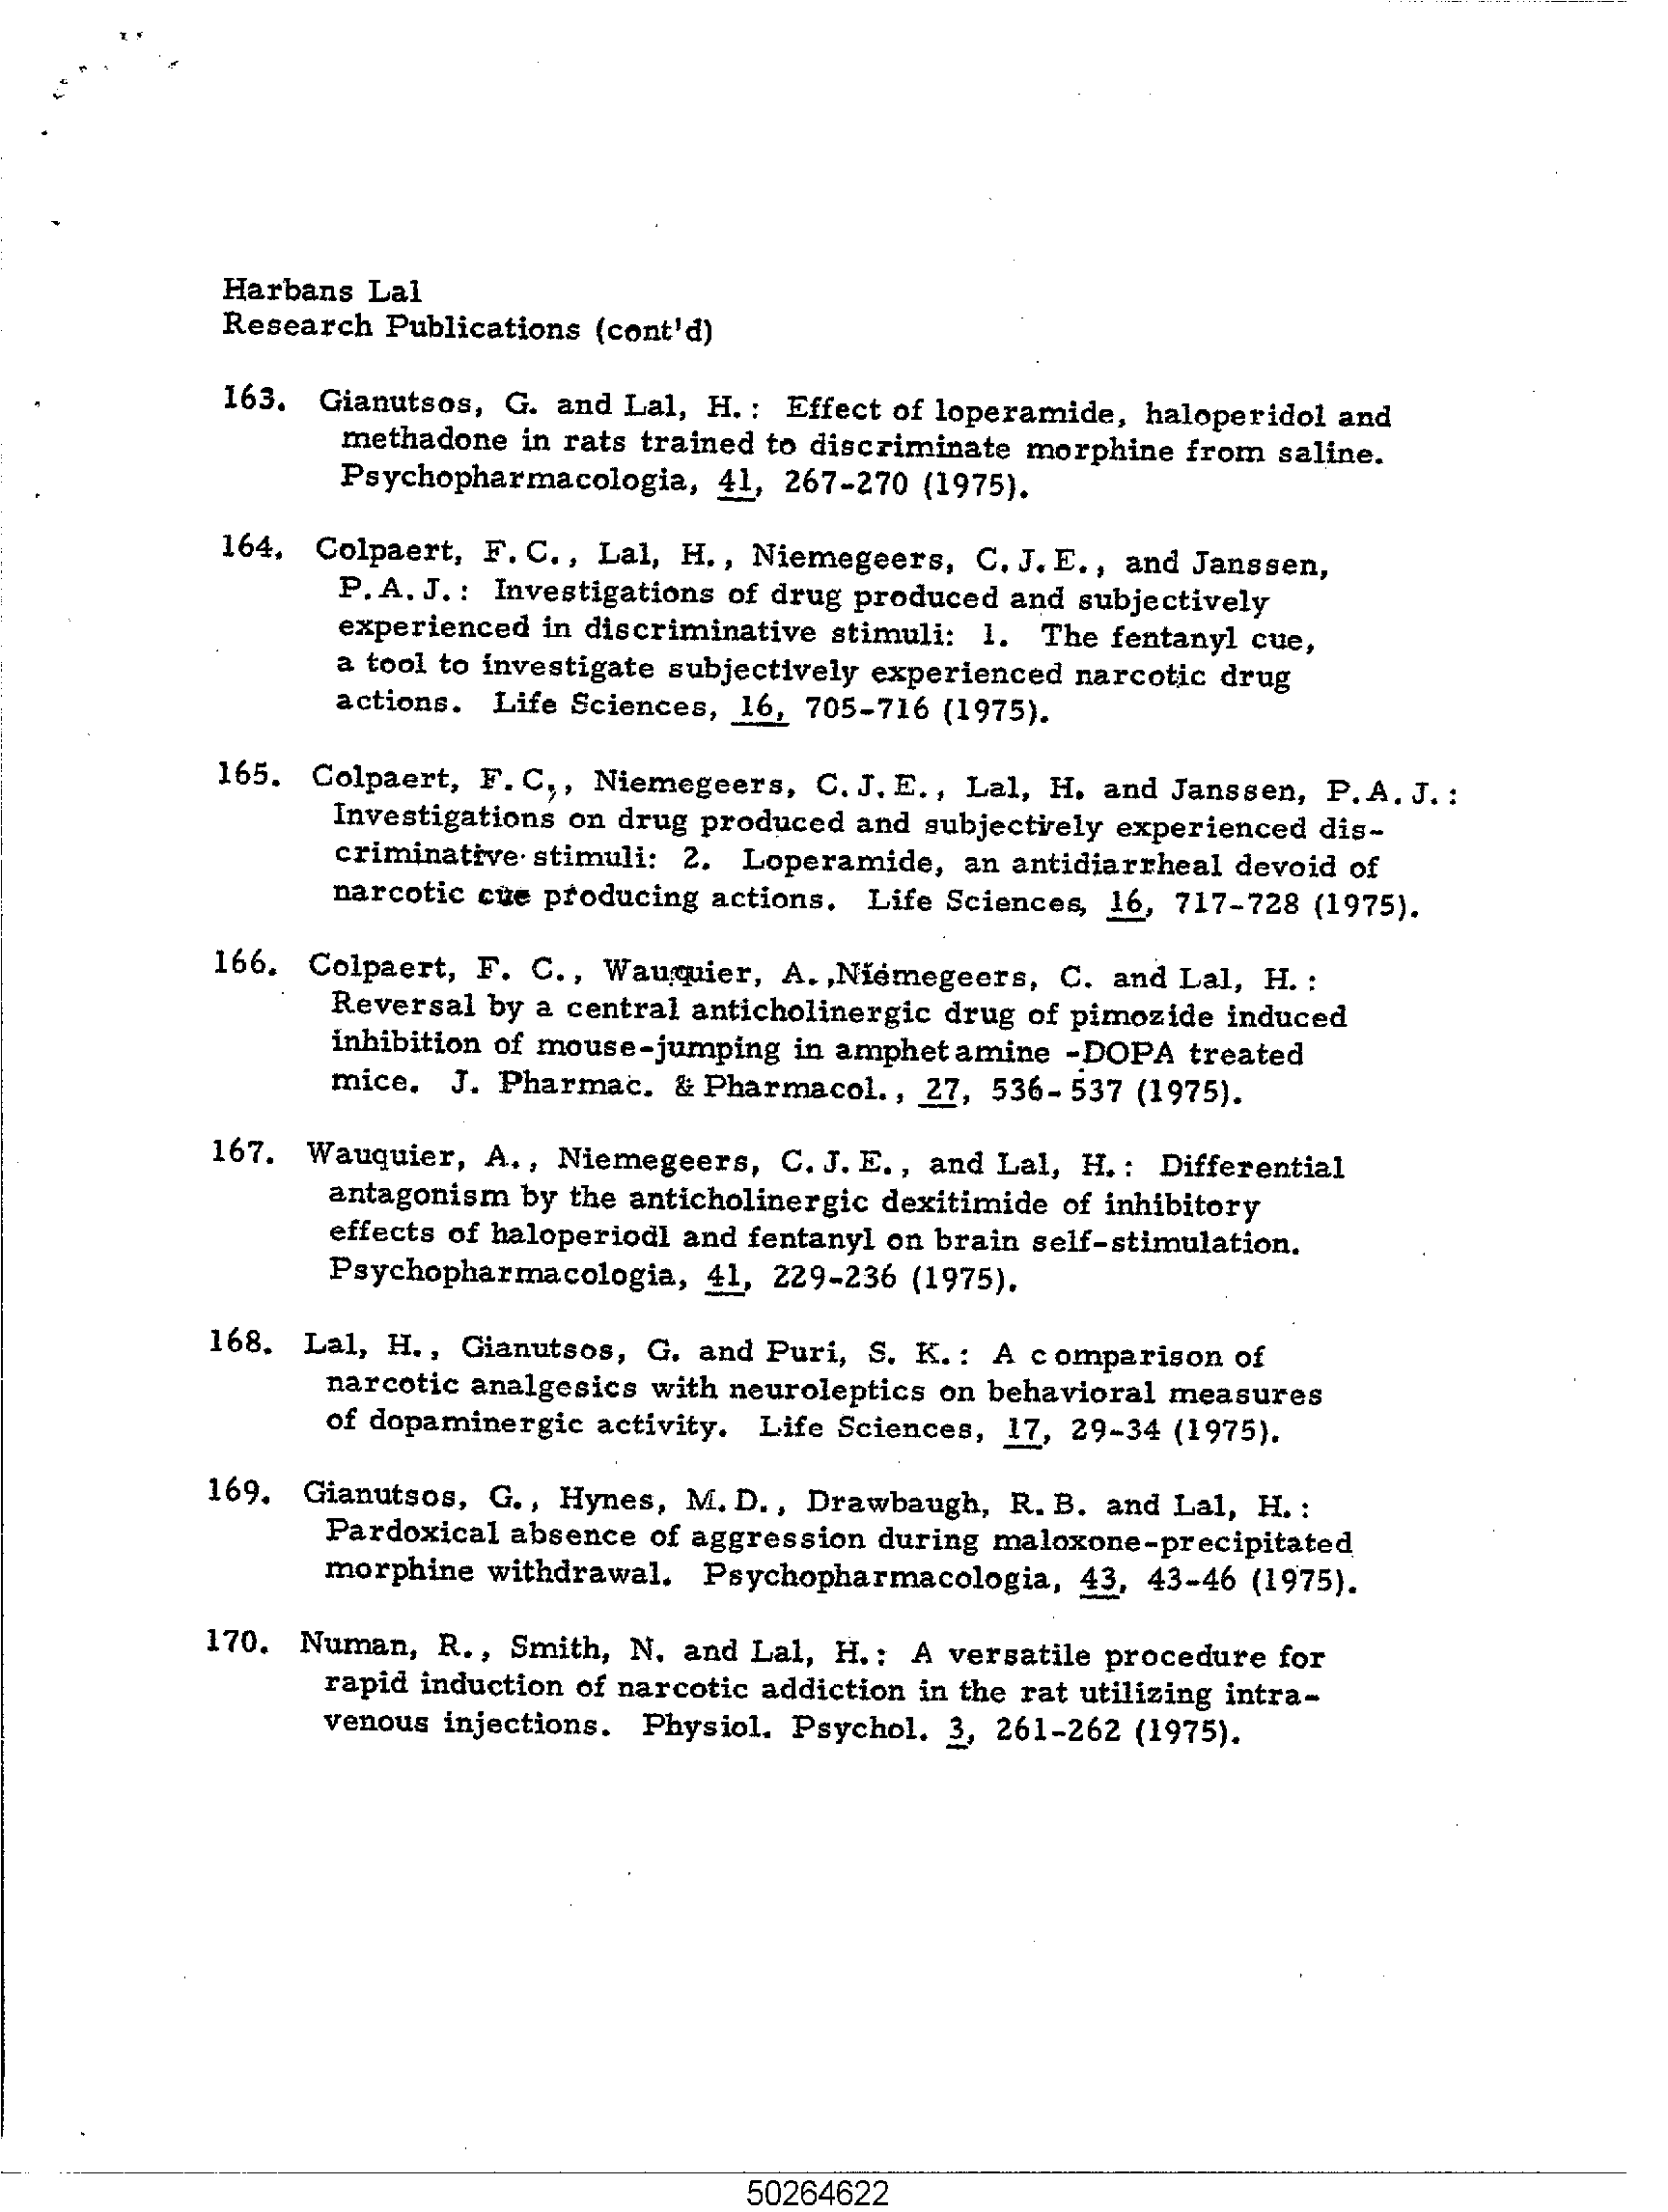 Harbans Lal
Research Publications (cont'd)
163. Gianutsos, G. and Lal, H.: Effect of loperamide, haloperidol and
methadone in rats trained to discriminate morphine from saline.
Psychopharmacologia, 41, 267-270 (1975).
164. Colpaert, F.C., Lal, H., Niemegeers, C.J.E., and Janssen,
P.A.J.: Investigations of drug produced and subjectively
experienced in discriminative stimuli: 1. The fentanyl cue,
a tool to investigate subjectively experienced narcotic drug
actions. Life Sciences, 16, 705-716 (1975).
165. Colpaert, F.C,, Niemegeers, C.J.E., Lal, H. and Janssen, P.A.J.:
Investigations on drug produced and subjectively experienced dis-
criminative stimuli: 2. Loperamide, an antidiarrheal devoid of
narcotic cue producing actions. Life Sciences, 16, 717-728 (1975).
166. Colpaert, F. C., Wauquier, A.,Niemegeers, C. and Lal, H.:
Reversal by a central anticholinergic drug of pimozide induced
inhibition of mouse-jumping in amphetamine -DOPA treated
mice. J. Pharmac. & Pharmacol., 27, 536-537 (1975).
167. Wauquier, A., Niemegeers, C.J.E., and Lal, H.: Differential
antagonism by the anticholinergic dexitimide of inhibitory
effects of haloperiodl and fentanyl on brain self-stimulation.
Psychopharmacologia, 41, 229-236 (1975).
168. Lal, H., Gianutsos, G. and Puri, S. K.: A comparison of
narcotic analgesics with neuroleptics on behavioral measures
of dopaminergic activity. Life Sciences, 17, 29-34 (1975).
169. Gianutsos, G., Hynes, M.D., Drawbaugh, R.B. and Lal, H.:
Pardoxical absence of aggression during maloxone-precipitated
morphine withdrawal. Psychopharmacologia, 43, 43-46 (1975).
170. Numan, R., Smith, N. and Lal, H.: A versatile procedure for
rapid induction of narcotic addiction in the rat utilizing intra-
venous injections. Physiol. Psychol. 3, 261-262 (1975).
50264622